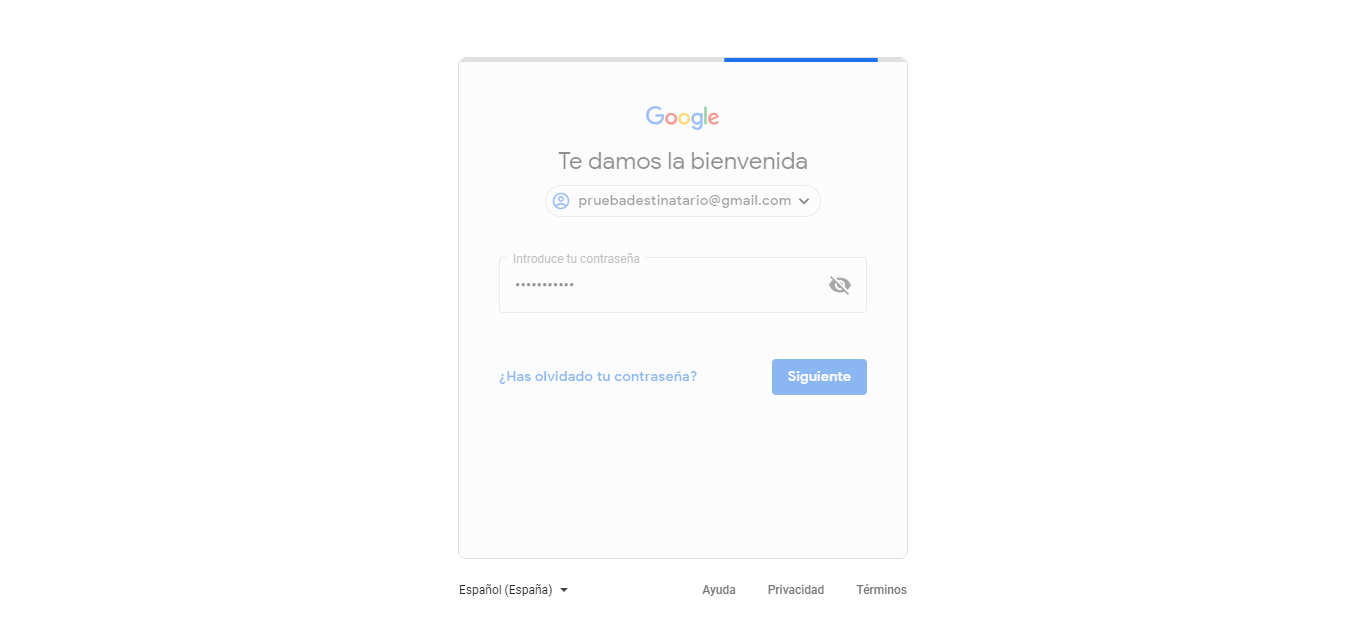 Google
Te damos la bienvenida
pruebadestinatario@gmail.com
Introduce tu contraseña
•••••••••••
¿Has olvidado tu contraseña?
Siguiente
Español (España)
Ayuda
Privacidad
Términos